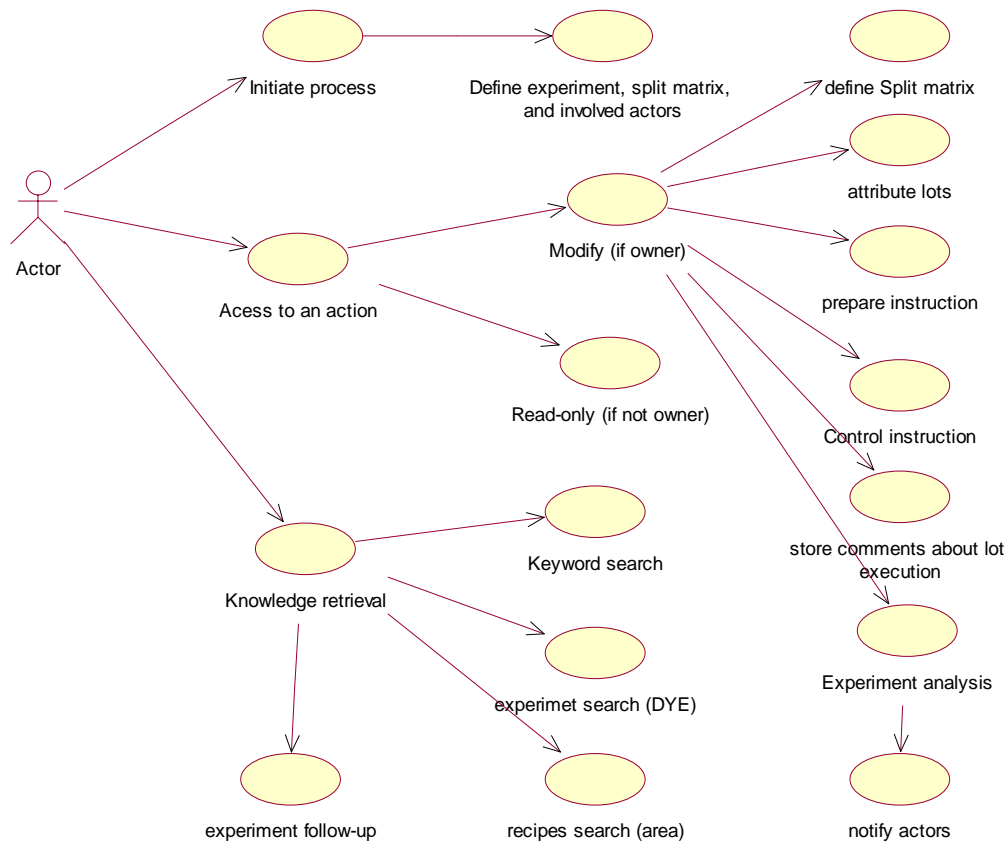 Initiate process
Define experiment, split matrix,
and involved actors
define Split matrix
attribute lots
Actor
Modify (if owner)
Acess to an action
prepare instruction
Read-only (if not owner)
Control instruction
Keyword search
store comments about lot
execution
Knowledge retrieval
experimet search (DYE)
Experiment analysis
experiment follow-up
recipes search (area)
notify actors